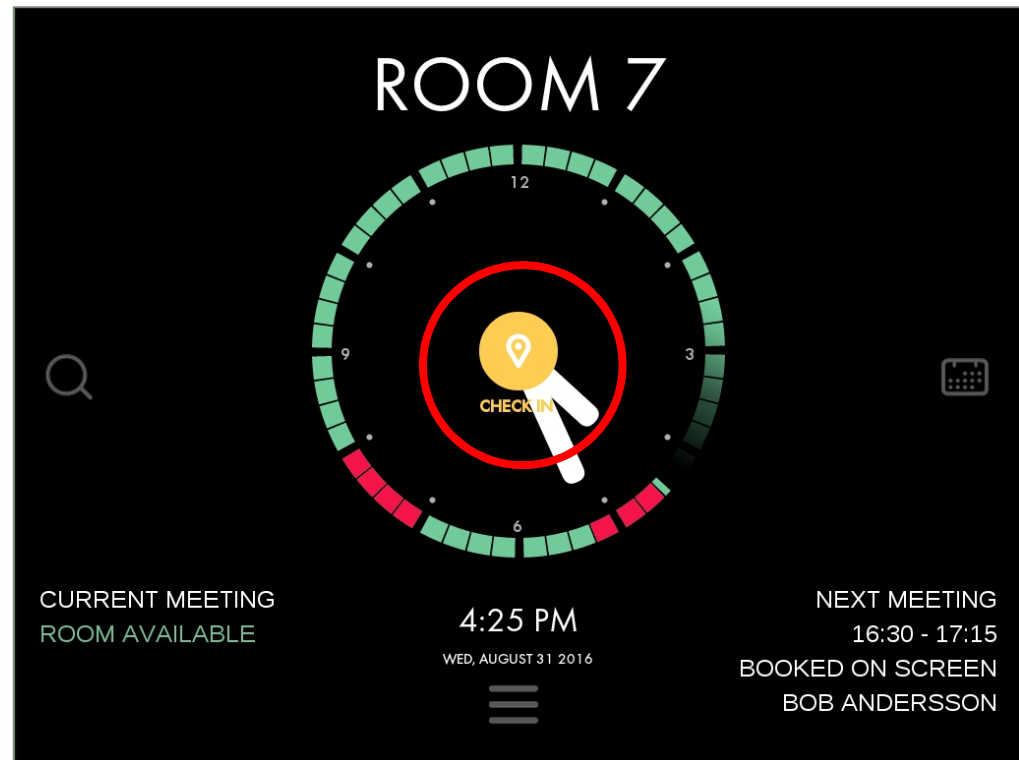 ROOM 7
12
9
3
CHECK IN
6
CURRENT MEETING
ROOM AVAILABLE
4:25 PM
WED, AUGUST 31 2016
NEXT MEETING
16:30 - 17:15
BOOKED ON SCREEN
BOB ANDERSSON